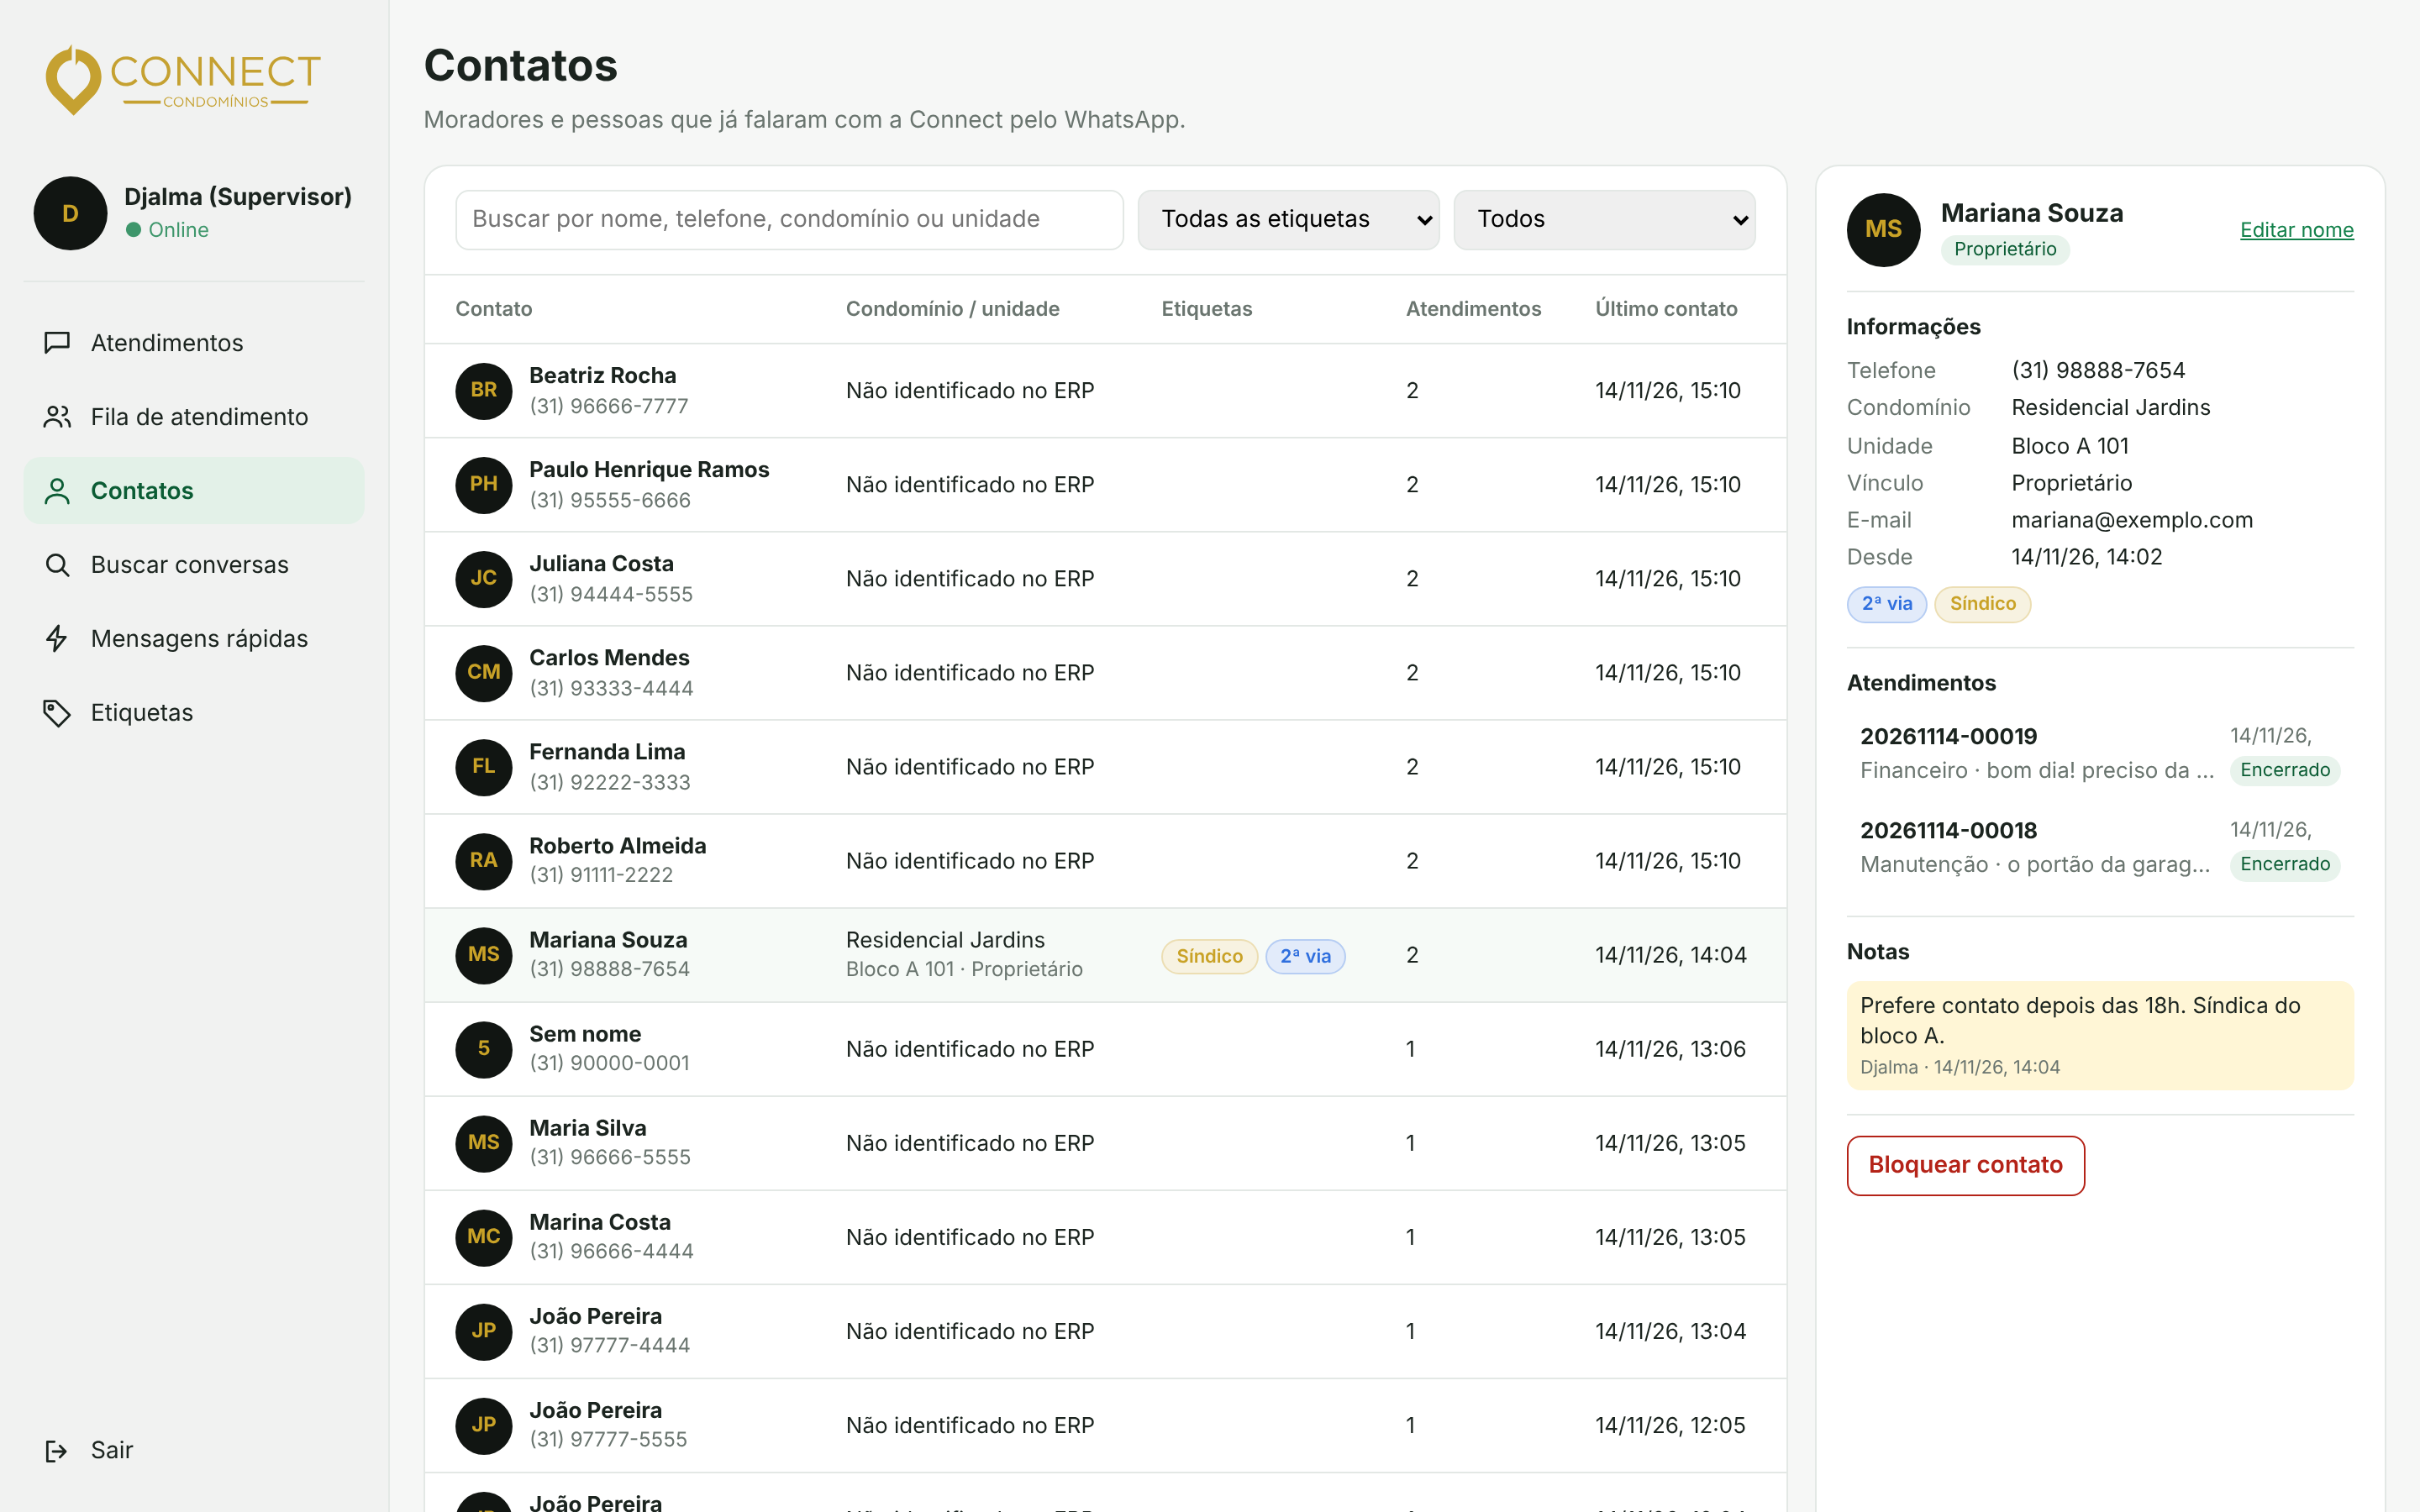 CONNECT
CONDOMÍNIOS
D
Djalma (Supervisor)
Online
Atendimentos
Fila de atendimento
Contatos
Buscar conversas
Mensagens rápidas
Etiquetas
Sair
Contatos
Moradores e pessoas que já falaram com a Connect pelo WhatsApp.
Buscar por nome, telefone, condomínio ou unidade
Todas as etiquetas
Todos
Contato Condomínio / unidade Etiquetas Atendimentos Último contato
BR Beatriz Rocha
(31) 96666-7777
Não identificado no ERP 2 14/11/26, 15:10
PH Paulo Henrique Ramos
(31) 95555-6666
Não identificado no ERP 2 14/11/26, 15:10
JC Juliana Costa
(31) 94444-5555
Não identificado no ERP 2 14/11/26, 15:10
CM Carlos Mendes
(31) 93333-4444
Não identificado no ERP 2 14/11/26, 15:10
FL Fernanda Lima
(31) 92222-3333
Não identificado no ERP 2 14/11/26, 15:10
RA Roberto Almeida
(31) 91111-2222
Não identificado no ERP 2 14/11/26, 15:10
MS Mariana Souza
(31) 98888-7654
Residencial Jardins
Bloco A 101 · Proprietário
Síndico 2ª via 2 14/11/26, 14:04
5 Sem nome
(31) 90000-0001
Não identificado no ERP 1 14/11/26, 13:06
MS Maria Silva
(31) 96666-5555
Não identificado no ERP 1 14/11/26, 13:05
MC Marina Costa
(31) 96666-4444
Não identificado no ERP 1 14/11/26, 13:05
JP João Pereira
(31) 97777-4444
Não identificado no ERP 1 14/11/26, 13:04
JP João Pereira
(31) 97777-5555
Não identificado no ERP 1 14/11/26, 12:05
João Pereira
MS
Mariana Souza
Proprietário
Editar nome
Informações
Telefone (31) 98888-7654
Condomínio Residencial Jardins
Unidade Bloco A 101
Vínculo Proprietário
E-mail mariana@exemplo.com
Desde 14/11/26, 14:02
2ª via Síndico
Atendimentos
20261114-00019 14/11/26,
Financeiro · bom dia! preciso da ... Encerrado
20261114-00018 14/11/26,
Manutenção · o portão da garag... Encerrado
Notas
Prefere contato depois das 18h. Síndica do
bloco A.
Djalma · 14/11/26, 14:04
Bloquear contato